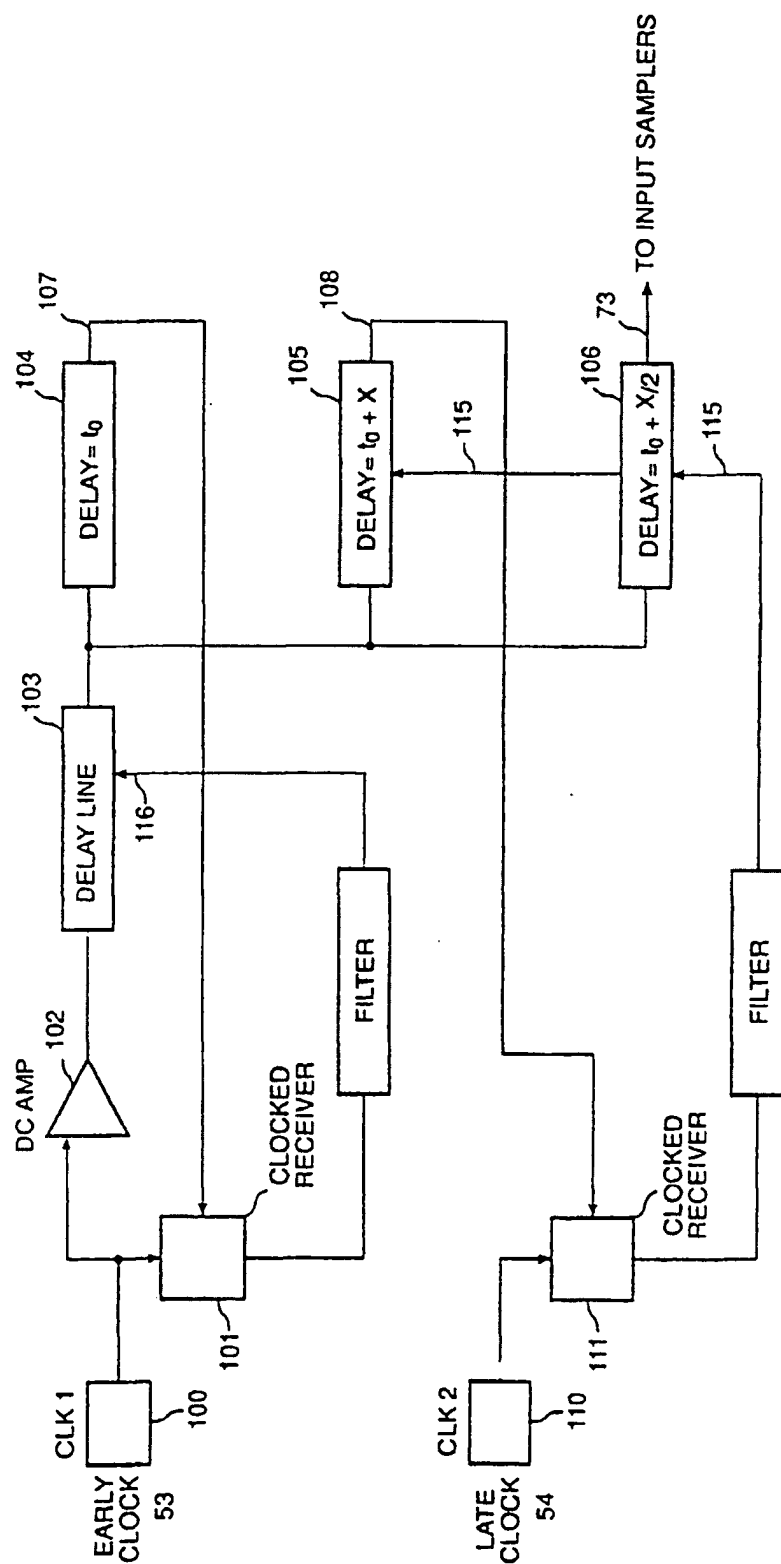 EARLY
CLOCK
53
CLK 1
100
DC AMP
102
DELAY LINE
103
DELAY= t₀
104
107
101
CLOCKED
RECEIVER
FILTER
116
DELAY= t₀ + X
105
108
115
LATE
CLOCK
54
CLK 2
110
111
CLOCKED
RECEIVER
FILTER
DELAY= t₀ + X/2
106
73
TO INPUT SAMPLERS
115